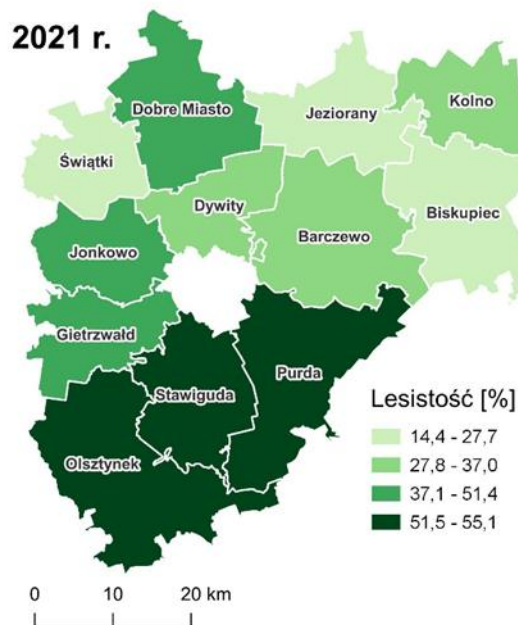 2021 r.
Dobre Miasto
Jeziorany
Kolno
Świątki
Dywity
Biskupiec
Barczewo
Jonkowo
Gietrzwałd
Purda
Stawiguda
Olsztynek
Lesistość [%]
14,4 - 27,7
27,8 - 37,0
37,1 - 51,4
51,5 - 55,1
0 10 20 km